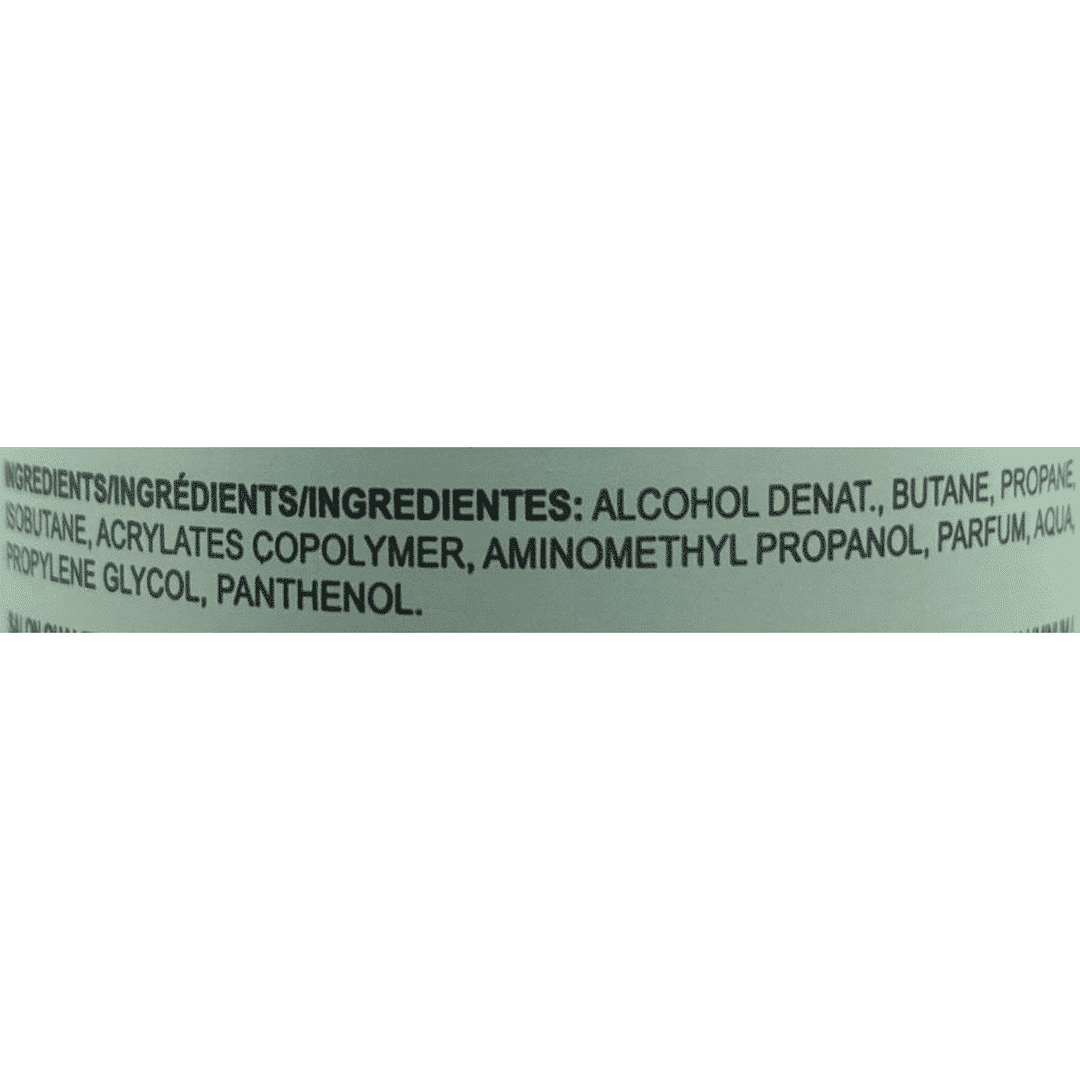 INGREDIENTS/INGRÉDIENTS/INGREDIENTES: ALCOHOL DENAT., BUTANE, PROPANE,
ISOBUTANE, ACRYLATES COPOLYMER, AMINOMETHYL PROPANOL, PARFUM, AQUA,
PROPYLENE GLYCOL, PANTHENOL.